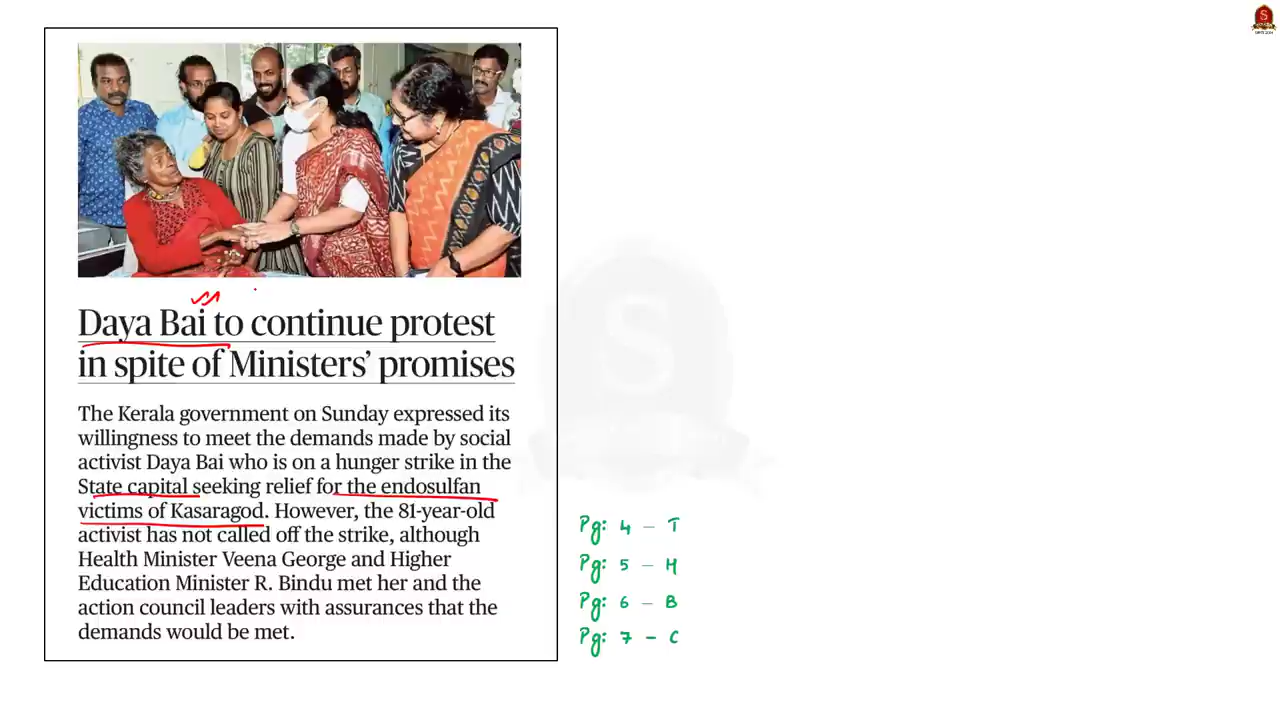 Daya Bai to continue protest
in spite of Ministers' promises
The Kerala government on Sunday expressed its
willingness to meet the demands made by social
activist Daya Bai who is on a hunger strike in the
State capital seeking relief for the endosulfan
victims of Kasaragod. However, the 81-year-old
activist has not called off the strike, although
Health Minister Veena George and Higher
Education Minister R. Bindu met her and the
action council leaders with assurances that the
demands would be met.
Pg: 4 – T
Pg: 5 – H
Pg: 6 – B
Pg: 7 – C
S